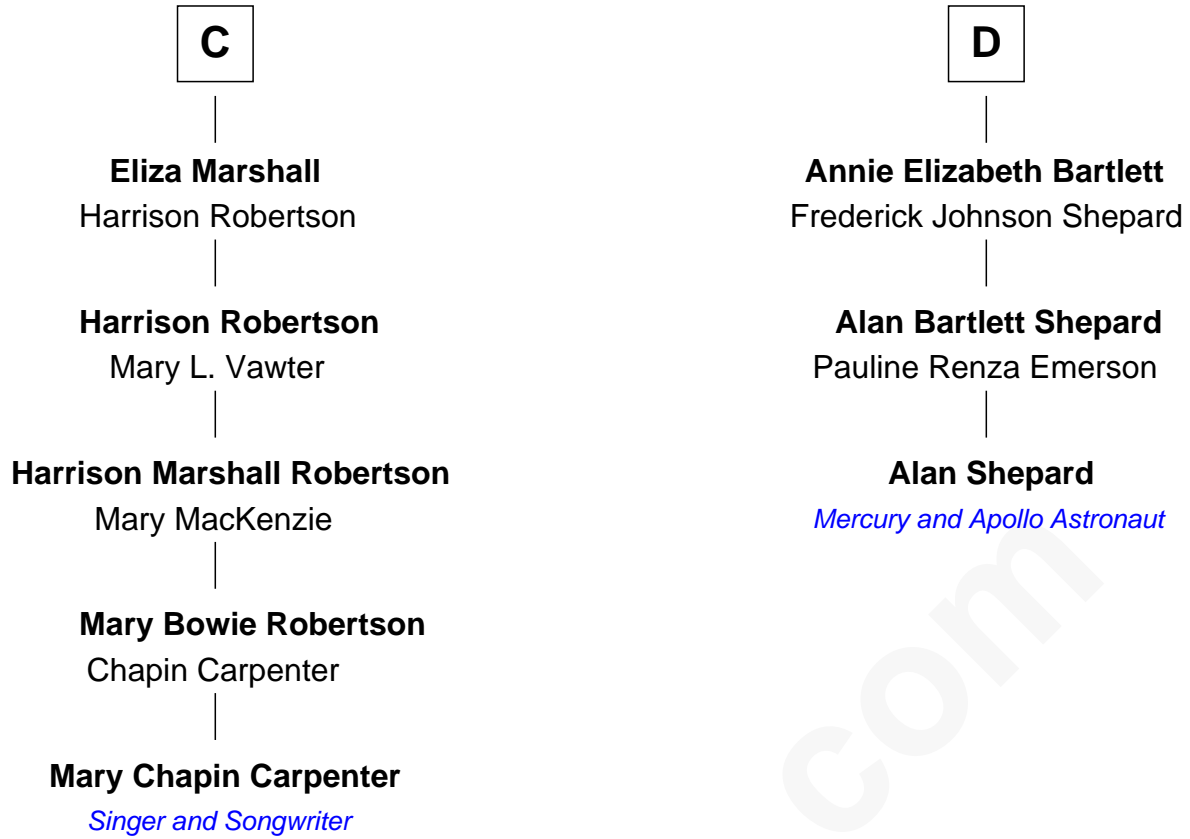 C
Eliza Marshall
Harrison Robertson
Harrison Robertson
Mary L. Vawter
Harrison Marshall Robertson
Mary MacKenzie
Mary Bowie Robertson
Chapin Carpenter
Mary Chapin Carpenter
Singer and Songwriter
D
Annie Elizabeth Bartlett
Frederick Johnson Shepard
Alan Bartlett Shepard
Pauline Renza Emerson
Alan Shepard
Mercury and Apollo Astronaut
com